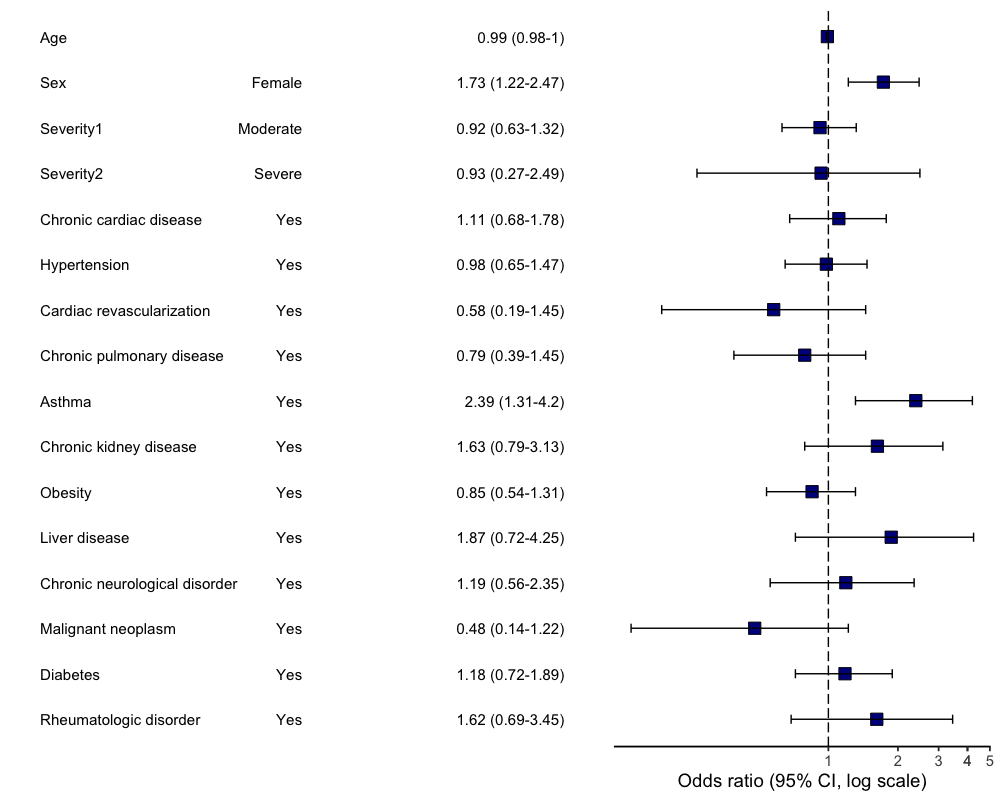 Age 0.99 (0.98-1)
Sex Female 1.73 (1.22-2.47)
Severity1 Moderate 0.92 (0.63-1.32)
Severity2 Severe 0.93 (0.27-2.49)
Chronic cardiac disease Yes 1.11 (0.68-1.78)
Hypertension Yes 0.98 (0.65-1.47)
Cardiac revascularization Yes 0.58 (0.19-1.45)
Chronic pulmonary disease Yes 0.79 (0.39-1.45)
Asthma Yes 2.39 (1.31-4.2)
Chronic kidney disease Yes 1.63 (0.79-3.13)
Obesity Yes 0.85 (0.54-1.31)
Liver disease Yes 1.87 (0.72-4.25)
Chronic neurological disorder Yes 1.19 (0.56-2.35)
Malignant neoplasm Yes 0.48 (0.14-1.22)
Diabetes Yes 1.18 (0.72-1.89)
Rheumatologic disorder Yes 1.62 (0.69-3.45)
1 2 3 4 5
Odds ratio (95% CI, log scale)